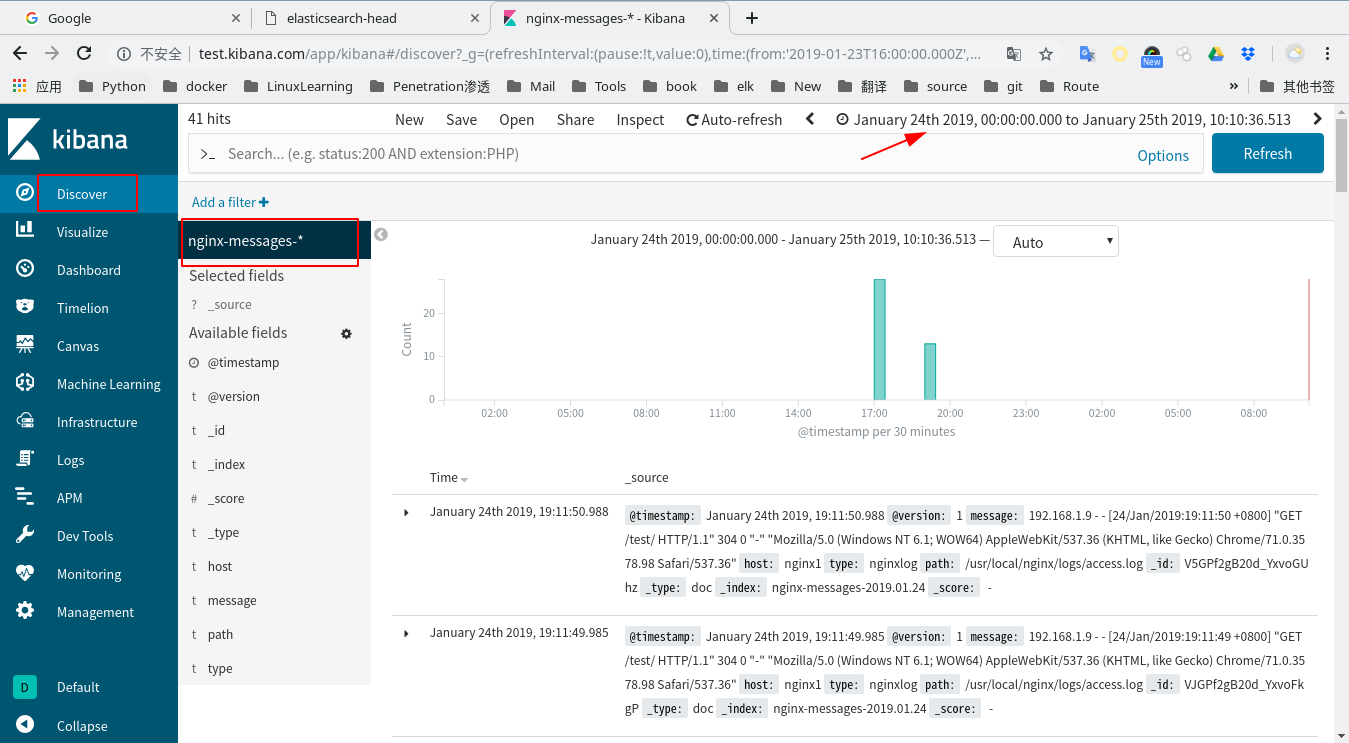 Google
elasticsearch-head
nginx-messages-* - Kibana
不安全
test.kibana.com/app/kibana#/discover?_g=(refreshInterval:(pause:!t,value:0),time:(from:'2019-01-23T16:00:00.000Z',...
New
应用 Python docker LinuxLearning Penetration渗透 Mail Tools book elk New 翻译 source git Route » 其他书签
kibana
Discover
Visualize
Dashboard
Timelion
Canvas
Machine Learning
Infrastructure
Logs
APM
Dev Tools
Monitoring
Management
D Default
Collapse
41 hits New Save Open Share Inspect Auto-refresh January 24th 2019, 00:00:00.000 to January 25th 2019, 10:10:36.513
>_ Search... (e.g. status:200 AND extension:PHP) Options Refresh
Add a filter +
nginx-messages-*
Selected fields
? _source
Available fields
@timestamp
t @version
t _id
t _index
# _score
t _type
t host
t message
t path
t type
January 24th 2019, 00:00:00.000 - January 25th 2019, 10:10:36.513 — Auto
Count
20
10
0
02:00 05:00 08:00 11:00 14:00 17:00 20:00 23:00 02:00 05:00 08:00
@timestamp per 30 minutes
Time _source
January 24th 2019, 19:11:50.988 @timestamp: January 24th 2019, 19:11:50.988 @version: 1 message: 192.168.1.9 - - [24/Jan/2019:19:11:50 +0800] "GET
/test/ HTTP/1.1" 304 0 "-" "Mozilla/5.0 (Windows NT 6.1; WOW64) AppleWebKit/537.36 (KHTML, like Gecko) Chrome/71.0.35
78.98 Safari/537.36" host: nginx1 type: nginxlog path: /usr/local/nginx/logs/access.log _id: V5GPf2gB20d_YxvoGU
hz _type: doc _index: nginx-messages-2019.01.24 _score: -
January 24th 2019, 19:11:49.985 @timestamp: January 24th 2019, 19:11:49.985 @version: 1 message: 192.168.1.9 - - [24/Jan/2019:19:11:49 +0800] "GET
/test/ HTTP/1.1" 304 0 "-" "Mozilla/5.0 (Windows NT 6.1; WOW64) AppleWebKit/537.36 (KHTML, like Gecko) Chrome/71.0.35
78.98 Safari/537.36" host: nginx1 type: nginxlog path: /usr/local/nginx/logs/access.log _id: VJGPf2gB20d_YxvoFk
gP _type: doc _index: nginx-messages-2019.01.24 _score: -